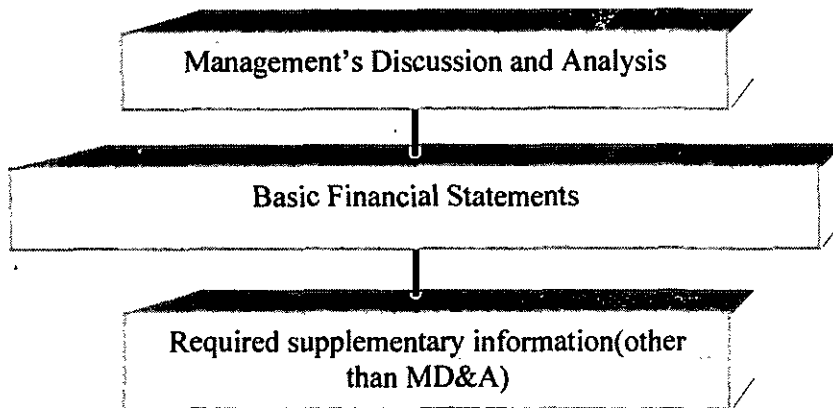 Management's Discussion and Analysis
Basic Financial Statements
Required supplementary information(other
than MD&A)